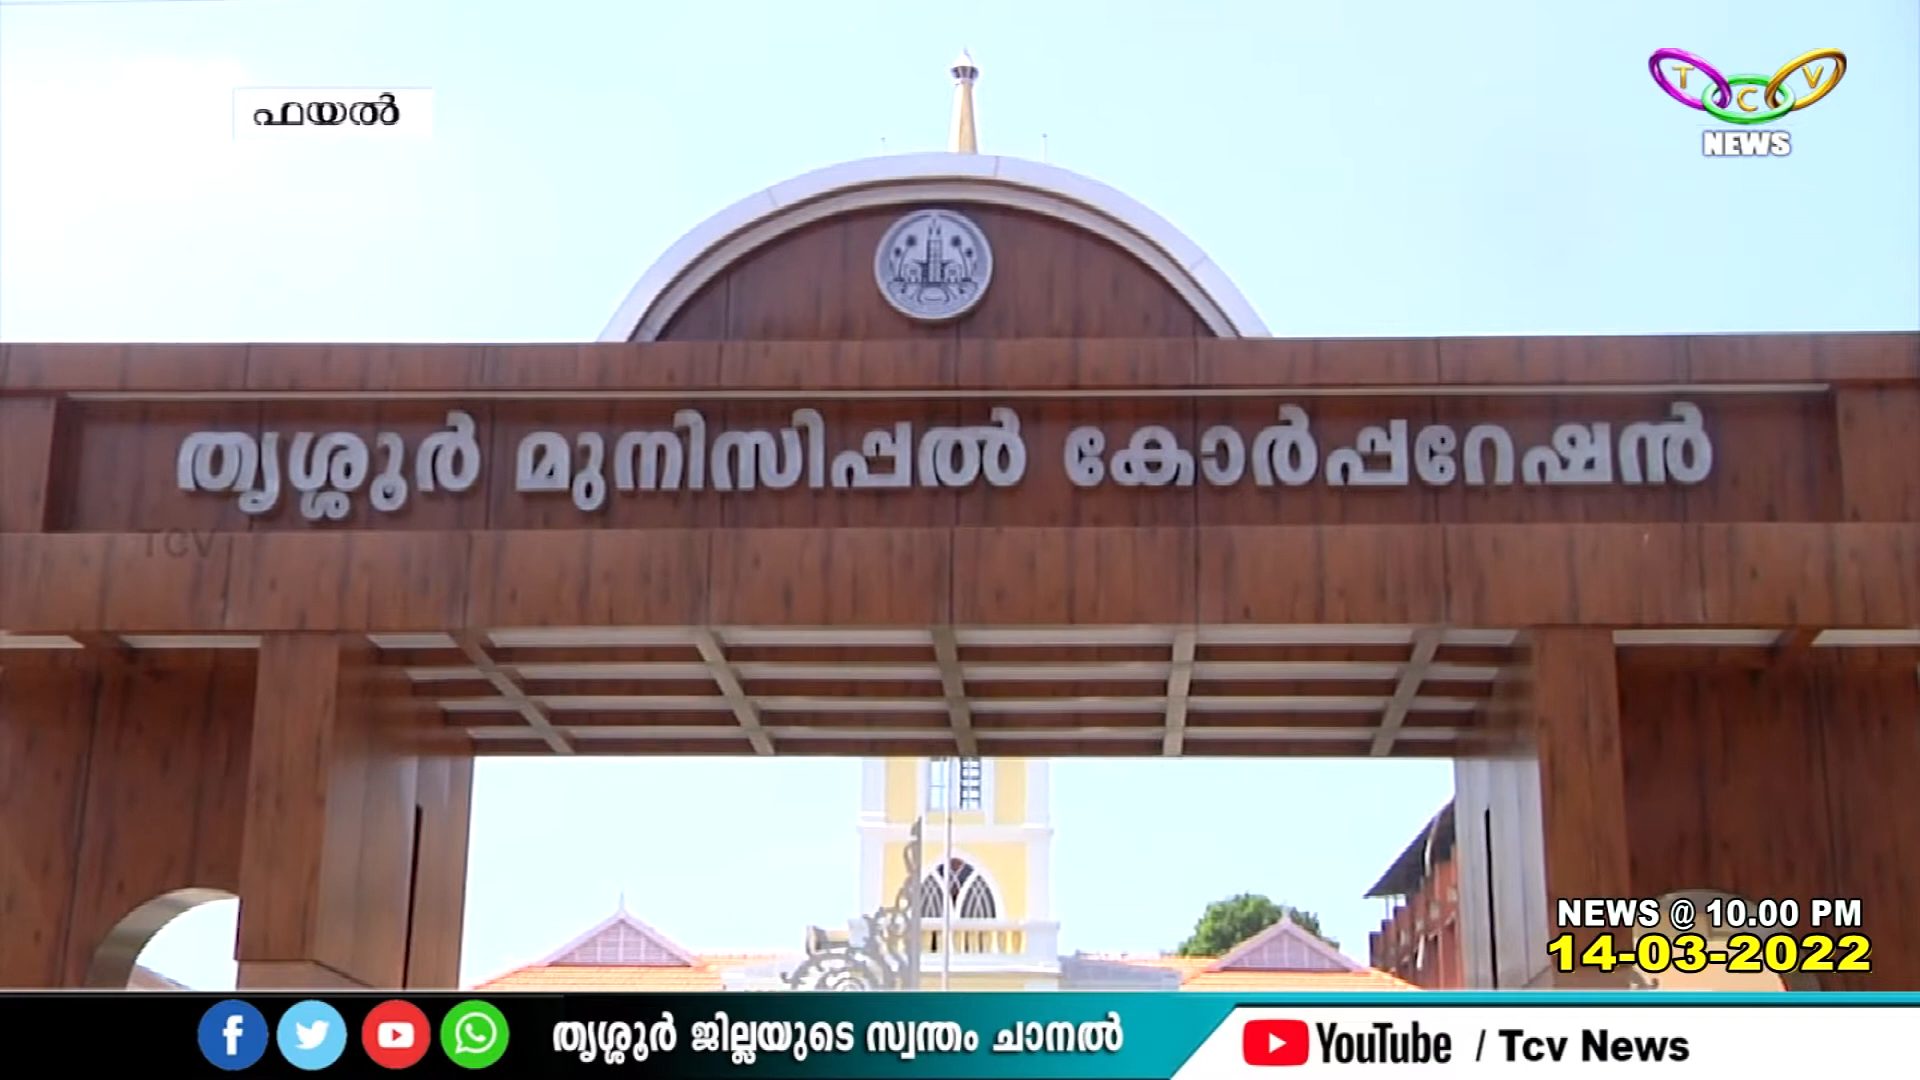 ഫയൽ
T C V
NEWS
തൃശ്ശൂർ മുനിസിപ്പൽ കോർപ്പറേഷൻ
TCV
NEWS @ 10.00 PM
14-03-2022
തൃശ്ശൂർ ജില്ലയുടെ സ്വന്തം ചാനൽ
YouTube / Tcv News